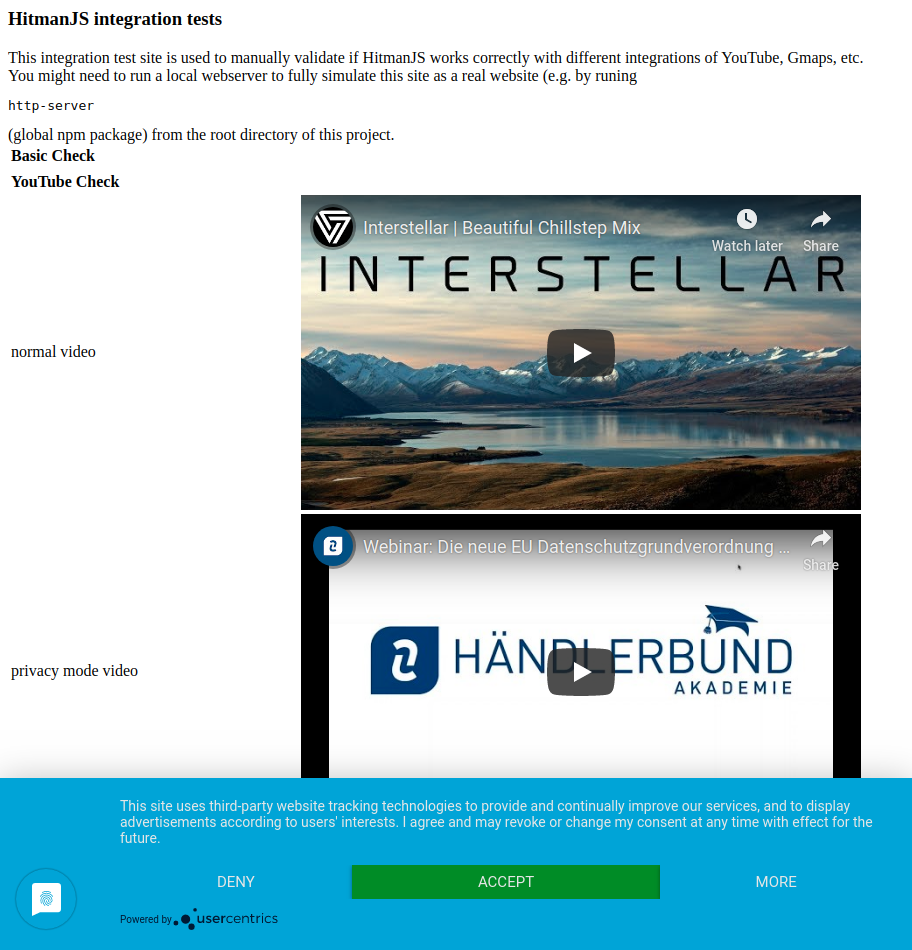 HitmanJS integration tests
This integration test site is used to manually validate if HitmanJS works correctly with different integrations of YouTube, Gmaps, etc.
You might need to run a local webserver to fully simulate this site as a real website (e.g. by runing
http-server
(global npm package) from the root directory of this project.
Basic Check
YouTube Check
Interstellar | Beautiful Chillstep Mix
Watch later
Share
INTERSTELLAR
normal video
Webinar: Die neue EU Datenschutzgrundverordnung ...
Share
HÄNDLERBUND
AKADEMIE
privacy mode video
This site uses third-party website tracking technologies to provide and continually improve our services, and to display
advertisements according to users' interests. I agree and may revoke or change my consent at any time with effect for the
future.
DENY
ACCEPT
MORE
Powered by usercentrics